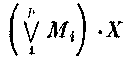 $\left( \bigvee_{1}^{p} M_i \right) \cdot X$